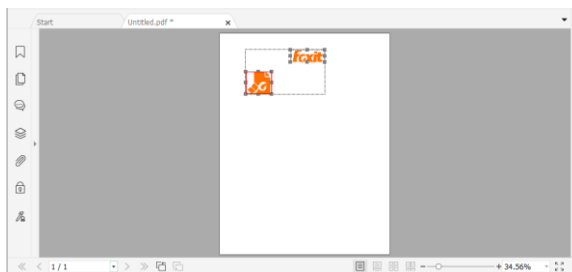 Start
Untitled.pdf *
Foxit
G
1 / 1
34.56%